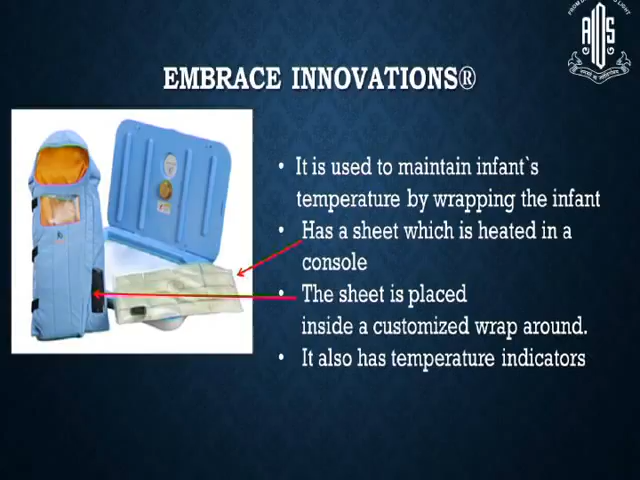 EMBRACE INNOVATIONS®
• It is used to maintain infant`s
temperature by wrapping the infant
• Has a sheet which is heated in a
console
• The sheet is placed
inside a customized wrap around.
• It also has temperature indicators